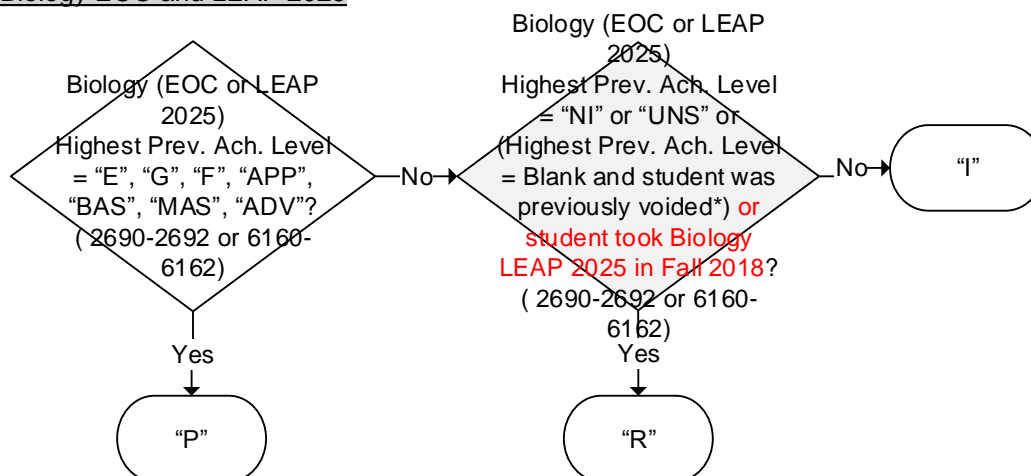 Biology EOC and LEAP 2025
Biology (EOC or LEAP
2025)
Highest Prev. Ach. Level
= “E”, “G”, “F”, “APP”,
“BAS”, “MAS”, “ADV”?
( 2690-2692 or 6160-
6162)
No
Biology (EOC or LEAP
2025)
Highest Prev. Ach. Level
= “NI” or “UNS” or
(Highest Prev. Ach. Level
= Blank and student was
previously voided*) or
student took Biology
LEAP 2025 in Fall 2018?
( 2690-2692 or 6160-
6162)
No
“I”
Yes
Yes
“P”
“R”